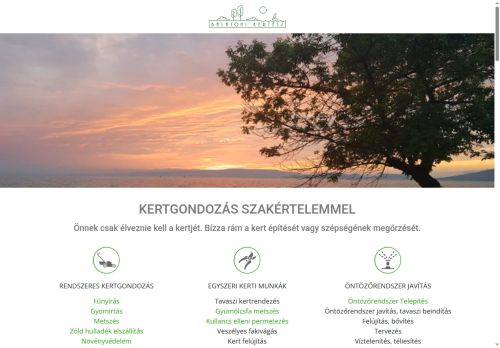 BALATONI KERTÉSZ
KERTGONDOZÁS SZAKÉRTELEMMEL
Önnek csak élveznie kell a kertjét. Bízza rám a kert építését vagy szépségének megőrzését.
RENDSZERES KERTGONDOZÁS
Fűnyírás
Gyomirtás
Metszés
Zöld hulladék elszállítás
Növényvédelem
EGYSZERI KERTI MUNKÁK
Tavaszi kertrendezés
Gyümölcsfa metszés
Kullancs elleni permetezés
Veszélyes fakivágás
Kert felújítás
ÖNTÖZŐRENDSZER JAVÍTÁS
Öntözőrendszer Telepítés
Öntözőrendszer javítás, tavaszi beindítás
Felújítás, bővítés
Tervezés
Víztelenítés, téliesítés